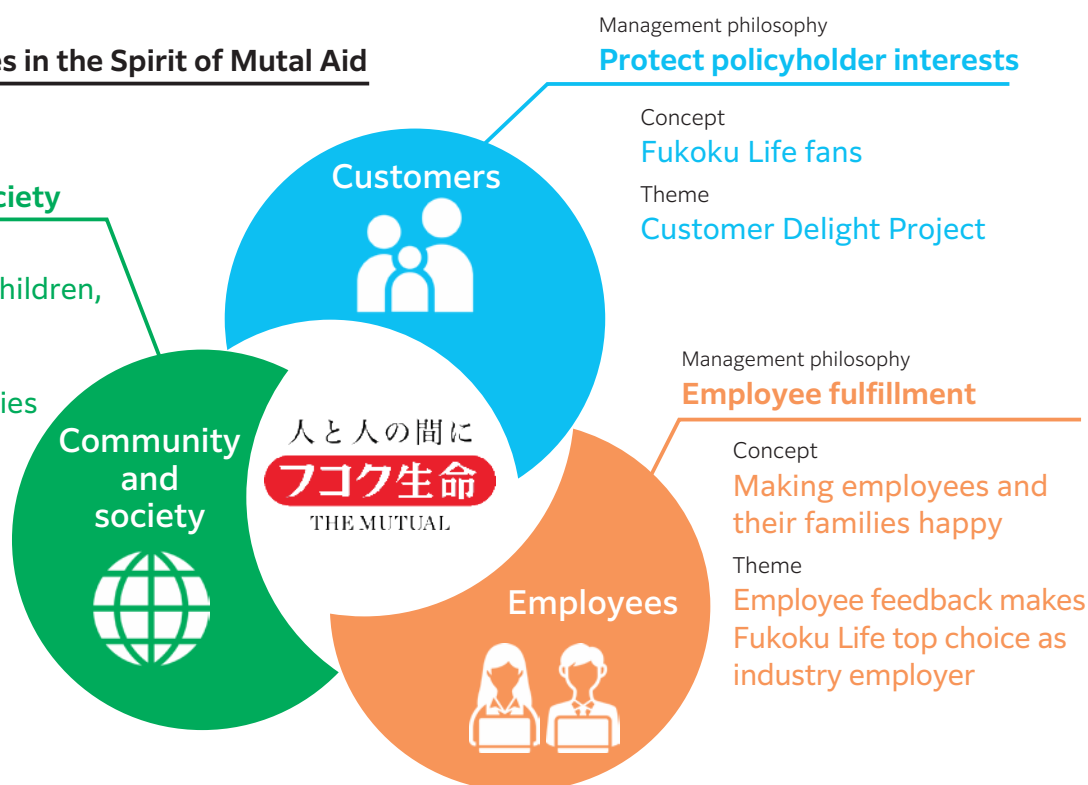 es in the Spirit of Mutal Aid
Management philosophy
Protect policyholder interests
Concept
Fukoku Life fans
Theme
Customer Delight Project
Customers
ciety
hildren,
ies
Community
and
society
人と人の間に
フコク生命
THE MUTUAL
Management philosophy
Employee fulfillment
Concept
Making employees and
their families happy
Theme
Employee feedback makes
Fukoku Life top choice as
industry employer
Employees